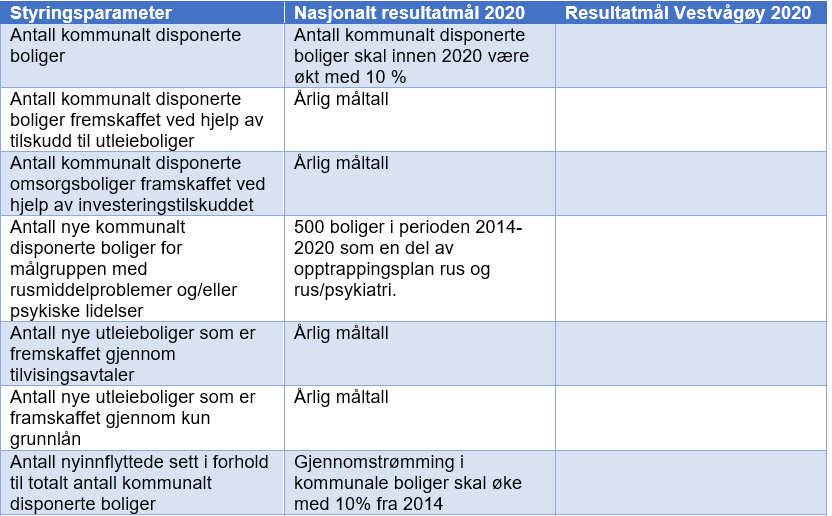 Styringsparameter
Nasjonalt resultatmål 2020
Resultatmål Vestvågøy 2020
Antall kommunalt disponerte
boliger
Antall kommunalt disponerte
boliger skal innen 2020 være
økt med 10 %
Antall kommunalt disponerte
boliger fremskaffet ved hjelp av
tilskudd til utleieboliger
Årlig måltall
Antall kommunalt disponerte
omsorgsboliger framskaffet ved
hjelp av investeringstilskuddet
Årlig måltall
Antall nye kommunalt
disponerte boliger for
målgruppen med
rusmiddelproblemer og/eller
psykiske lidelser
500 boliger i perioden 2014-
2020 som en del av
opptrappingsplan rus og
rus/psykiatri.
Antall nye utleieboliger som er
fremskaffet gjennom
tilvisingsavtaler
Årlig måltall
Antall nye utleieboliger som er
framskaffet gjennom kun
grunnlån
Årlig måltall
Antall nyinnflyttede sett i forhold
til totalt antall kommunalt
disponerte boliger
Gjennomstrømming i
kommunale boliger skal øke
med 10% fra 2014